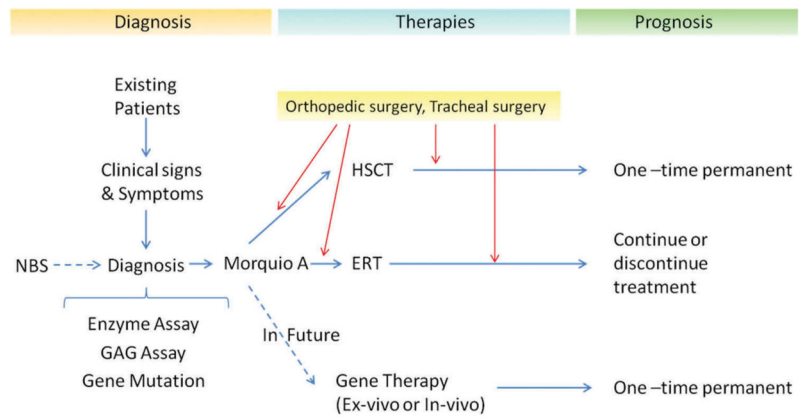 Diagnosis
Therapies
Prognosis
Existing
Patients
Orthopedic surgery, Tracheal surgery
Clinical signs
& Symptoms
HSCT
One –time permanent
NBS
Diagnosis
Morquio A
ERT
Continue or
discontinue
treatment
Enzyme Assay
GAG Assay
Gene Mutation
In Future
Gene Therapy
(Ex-vivo or In-vivo)
One –time permanent